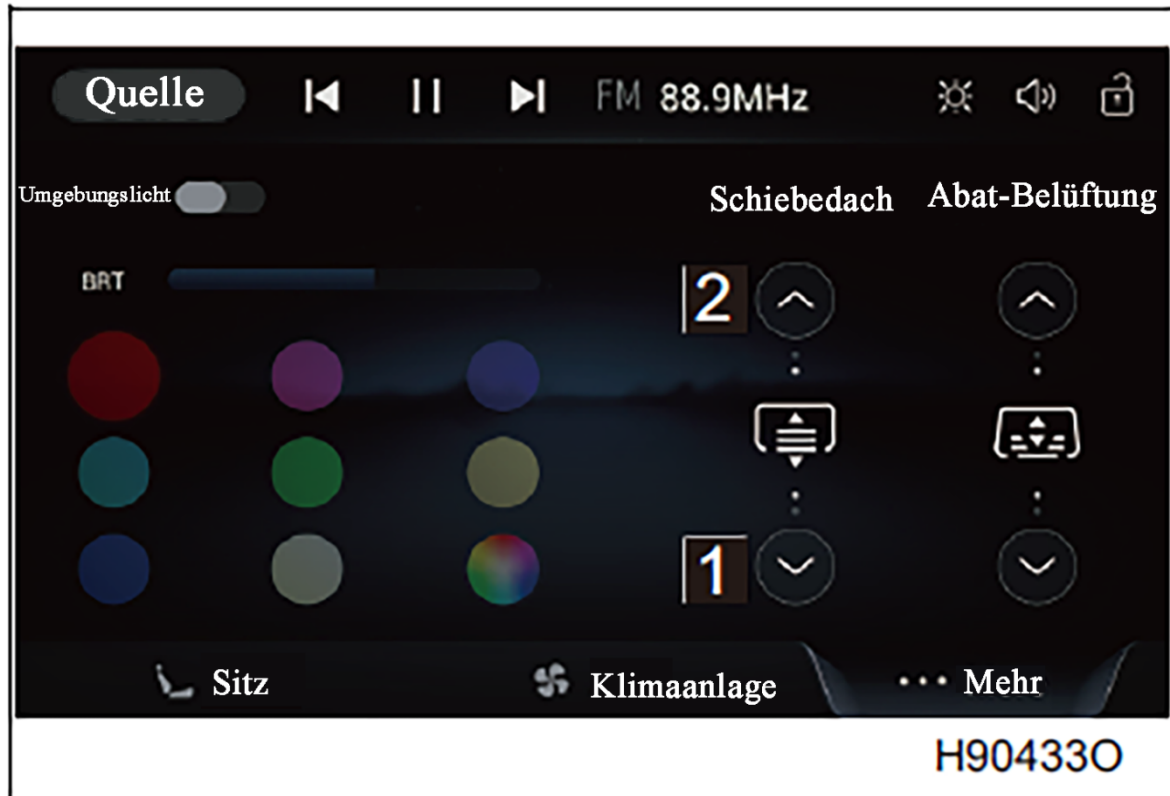 Quelle FM 88.9MHz
Umgebungslicht Schiebedach Abat-Belüftung
BRT 2
1
Sitz Klimaanlage Mehr
H90433O